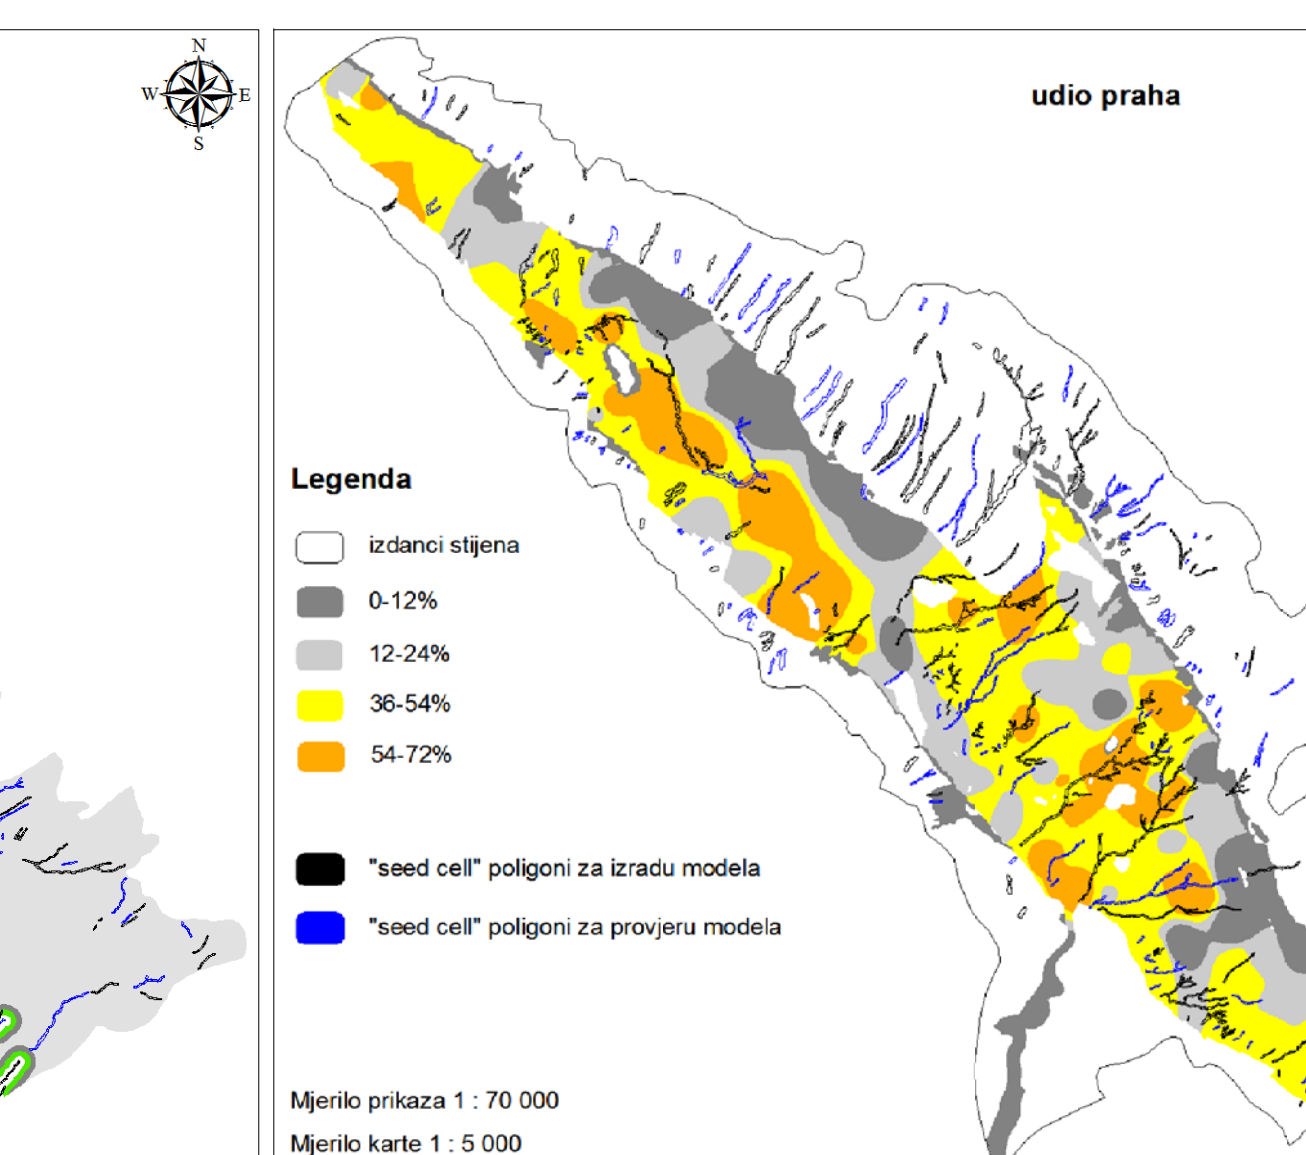 N
W E
S
udio praha
Legenda
izdanci stijena
0-12%
12-24%
36-54%
54-72%
"seed cell" poligoni za izradu modela
"seed cell" poligoni za provjeru modela
Mjerilo prikaza 1 : 70 000
Mjerilo karte 1 : 5 000